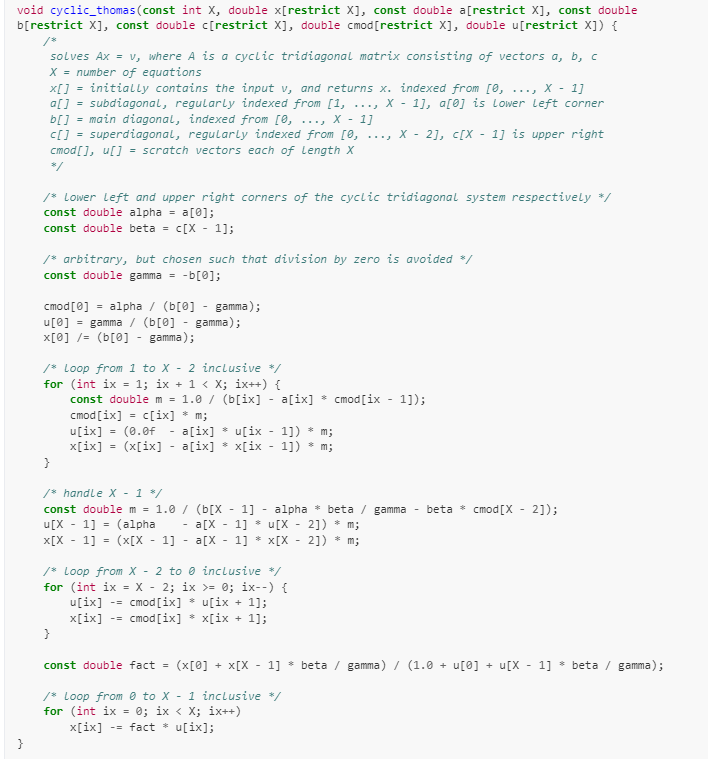 void cyclic_thomas(const int X, double x[restrict X], const double a[restrict X], const double
b[restrict X], const double c[restrict X], double cmod[restrict X], double u[restrict X]) {
    /*
     solves Ax = v, where A is a cyclic tridiagonal matrix consisting of vectors a, b, c
     X = number of equations
     x[] = initially contains the input v, and returns x. indexed from [0, ..., X - 1]
     a[] = subdiagonal, regularly indexed from [1, ..., X - 1], a[0] is lower left corner
     b[] = main diagonal, indexed from [0, ..., X - 1]
     c[] = superdiagonal, regularly indexed from [0, ..., X - 2], c[X - 1] is upper right
     cmod[], u[] = scratch vectors each of length X
     */

    /* lower left and upper right corners of the cyclic tridiagonal system respectively */
    const double alpha = a[0];
    const double beta = c[X - 1];

    /* arbitrary, but chosen such that division by zero is avoided */
    const double gamma = -b[0];

    cmod[0] = alpha / (b[0] - gamma);
    u[0] = gamma / (b[0] - gamma);
    x[0] /= (b[0] - gamma);

    /* loop from 1 to X - 2 inclusive */
    for (int ix = 1; ix + 1 < X; ix++) {
        const double m = 1.0 / (b[ix] - a[ix] * cmod[ix - 1]);
        cmod[ix] = c[ix] * m;
        u[ix] = (0.0f  - a[ix] * u[ix - 1]) * m;
        x[ix] = (x[ix] - a[ix] * x[ix - 1]) * m;
    }

    /* handle X - 1 */
    const double m = 1.0 / (b[X - 1] - alpha * beta / gamma - beta * cmod[X - 2]);
    u[X - 1] = (alpha    - a[X - 1] * u[X - 2]) * m;
    x[X - 1] = (x[X - 1] - a[X - 1] * x[X - 2]) * m;

    /* loop from X - 2 to 0 inclusive */
    for (int ix = X - 2; ix >= 0; ix--) {
        u[ix] -= cmod[ix] * u[ix + 1];
        x[ix] -= cmod[ix] * x[ix + 1];
    }

    const double fact = (x[0] + x[X - 1] * beta / gamma) / (1.0 + u[0] + u[X - 1] * beta / gamma);

    /* loop from 0 to X - 1 inclusive */
    for (int ix = 0; ix < X; ix++)
        x[ix] -= fact * u[ix];
}